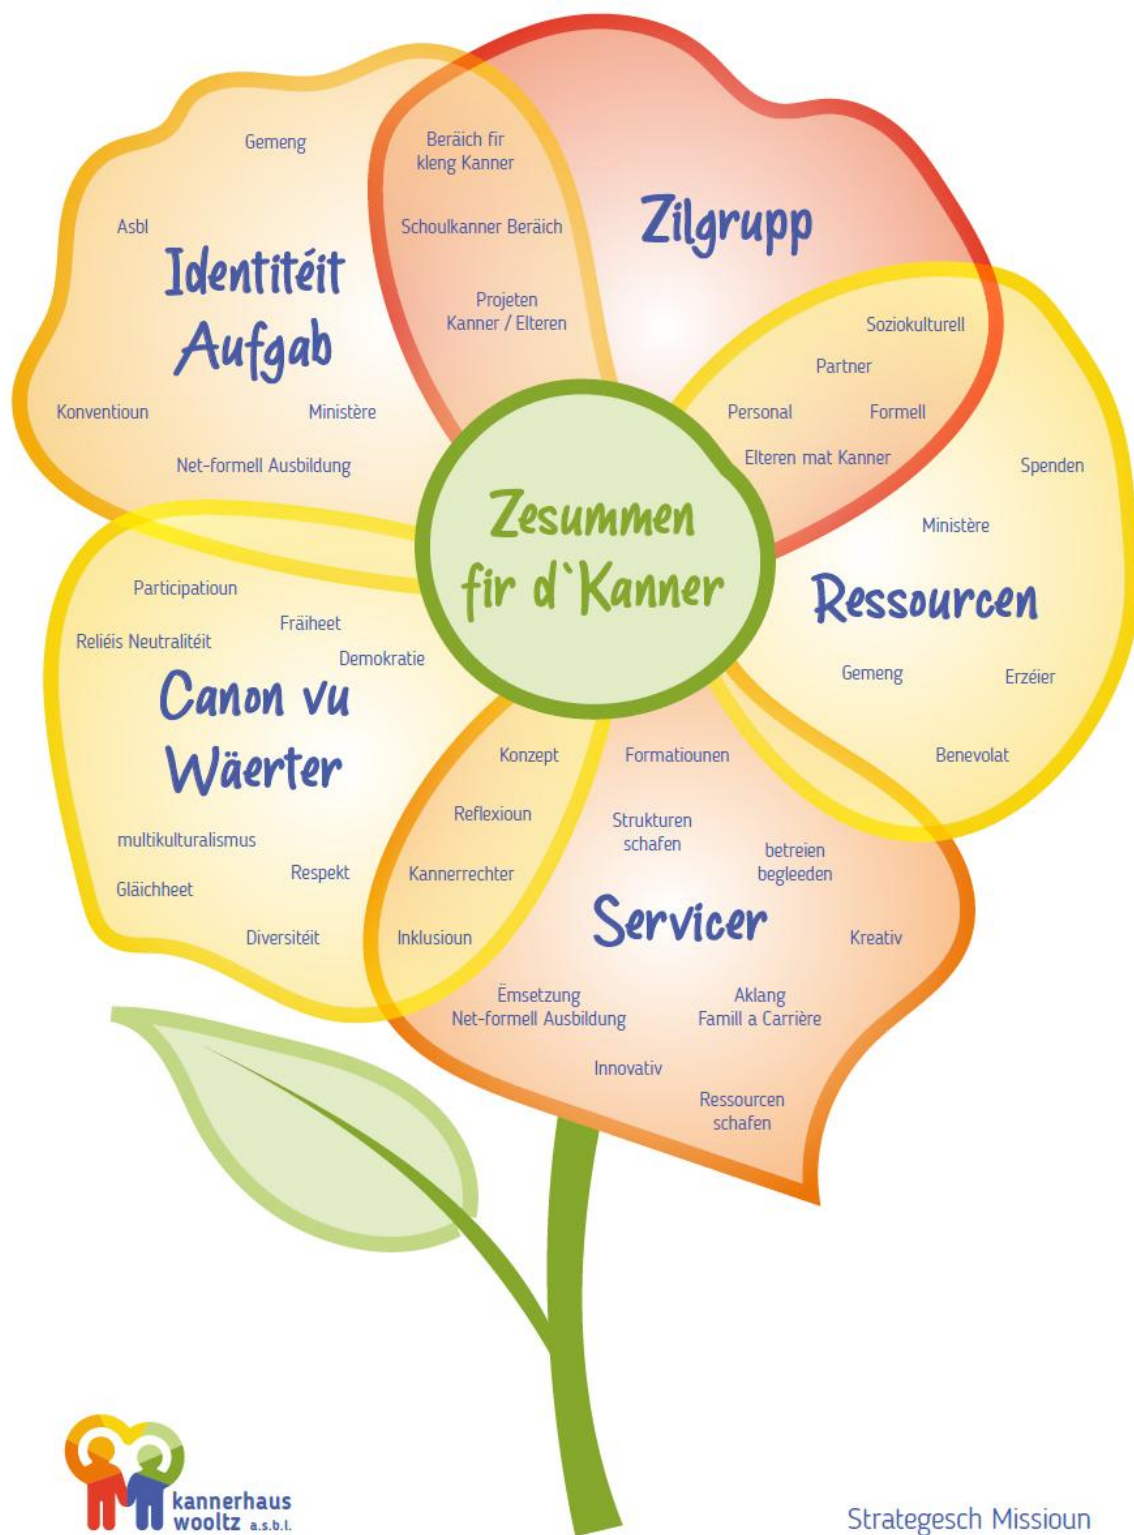 Gemeng
Asbl
Identitéit
Aufgab
Konventioun
Ministère
Net-formell Ausbildung
Beräich fir
kleng Kanner
Schoulkanner Beräich
Projeten
Kanner / Elteren
Zilgrupp
Soziokulturell
Partner
Personal
Formell
Elteren mat Kanner
Spenden
Ministère
Ressourcen
Gemeng
Erzéier
Benevolat
Zesummen
fir d`Kanner
Participatioun
Fräiheet
Reliéis Neutralitéit
Demokratie
Canon vu
Wäerter
multikulturalismus
Respekt
Gläichheet
Diversitéit
Konzept
Reflexioun
Kannerrechter
Inklusioun
Formatiounen
Strukturen
schafen
betreien
begleeden
Servicer
Kreativ
Ëmsetzung
Net-formell Ausbildung
Aklang
Famill a Carrière
Innovativ
Ressourcen
schafen
kannerhaus
wooltz a.s.b.l.
Strategesch Missioun